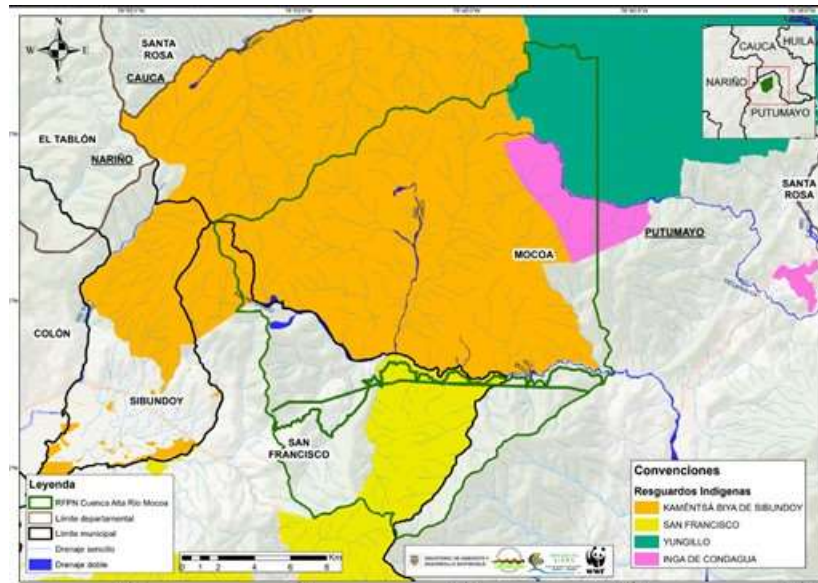 N
W
E
S
SANTA
ROSA
CAUCA
EL TABLÓN
NARIÑO
COLÓN
SIBUNDOY
SAN
FRANCISCO
MOCOA
PUTUMAYO
SANTA
ROSA
CAUCA
HUILA
NARIÑO
PUTUMAYO
Leyenda
RFPN Cuenca Alta Río Mocoa
Límite departamental
Límite municipal
Drenaje sencillo
Drenaje doble
0 1 2 4 6 8
Km
WWF
Convenciones
Resguardos Indigenas
KAMËNTSÁ BIYA DE SIBUNDOY
SAN FRANCISCO
YUNGILLO
INGA DE CONDAGUA